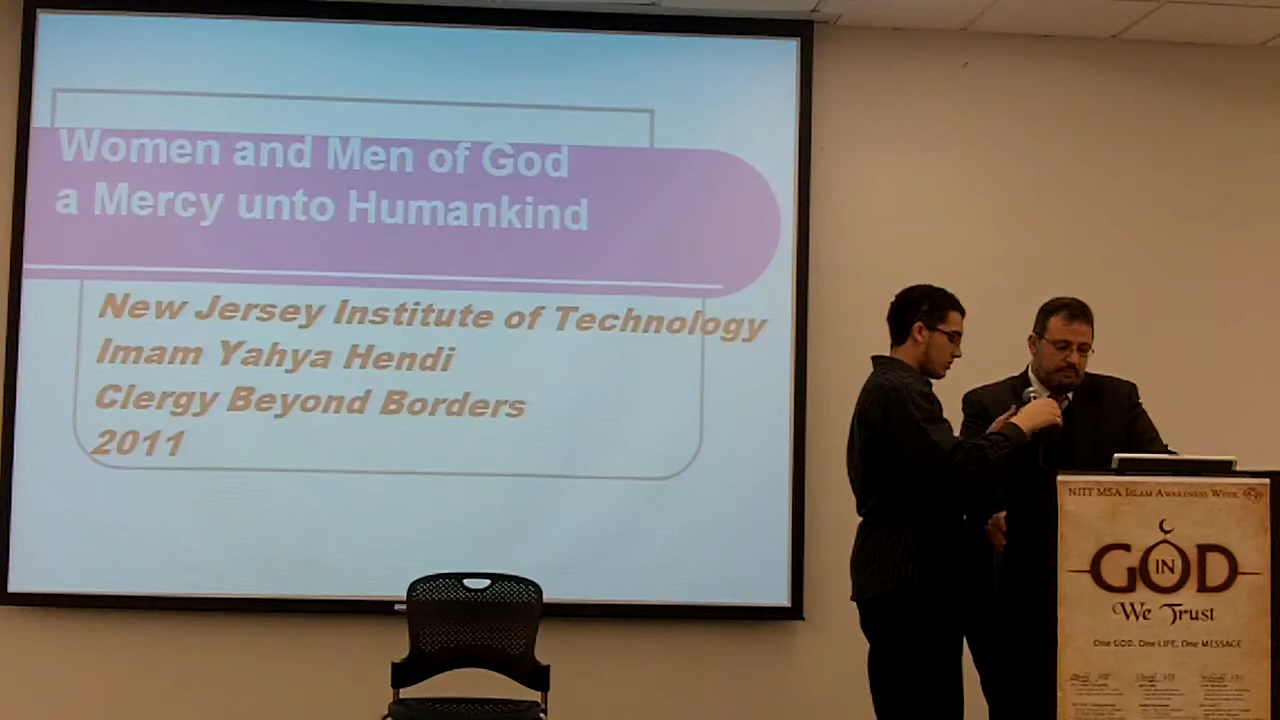 Women and Men of God
a Mercy unto Humankind
New Jersey Institute of Technology
Imam Yahya Hendi
Clergy Beyond Borders
2011
NJIT MSA Islam Awareness Week
IN
GOD
We Trust
One GOD. One LIFE. One MESSAGE